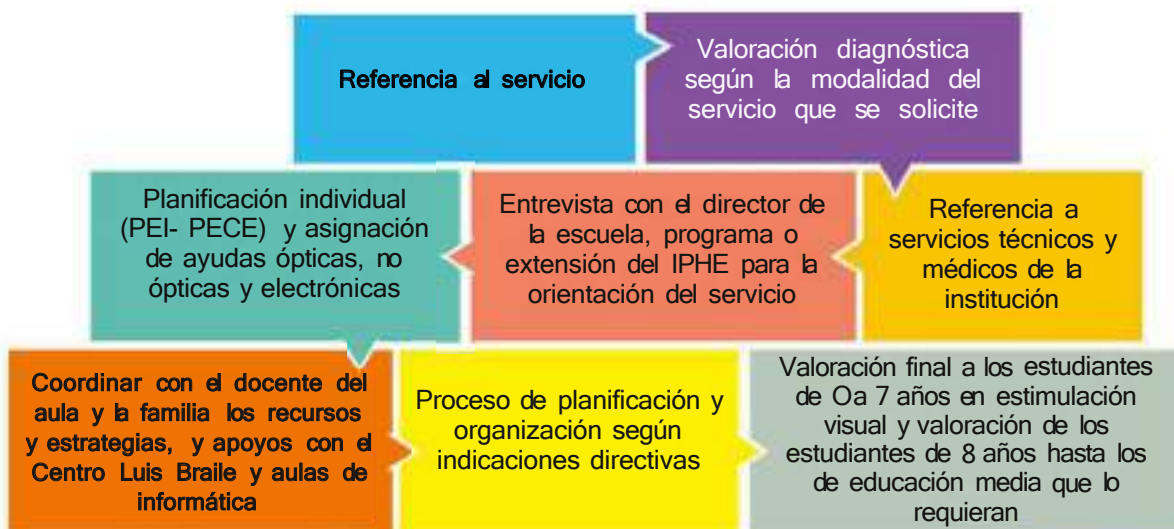 Referencia al servicio
Valoración diagnóstica
según la modalidad del
servicio que se solicite
Planificación individual
(PEI- PECE) y asignación
de ayudas ópticas, no
ópticas y electrónicas
Entrevista con el director de
la escuela, programa o
extensión del IPHE para la
orientación del servicio
Referencia a
servicios técnicos y
médicos de la
institución
Coordinar con el docente del
aula y la familia los recursos
y estrategias, y apoyos con el
Centro Luis Braile y aulas de
informática
Proceso de planificación y
organización según
indicaciones directivas
Valoración final a los estudiantes
de Oa 7 años en estimulación
visual y valoración de los
estudiantes de 8 años hasta los
de educación media que lo
requieran